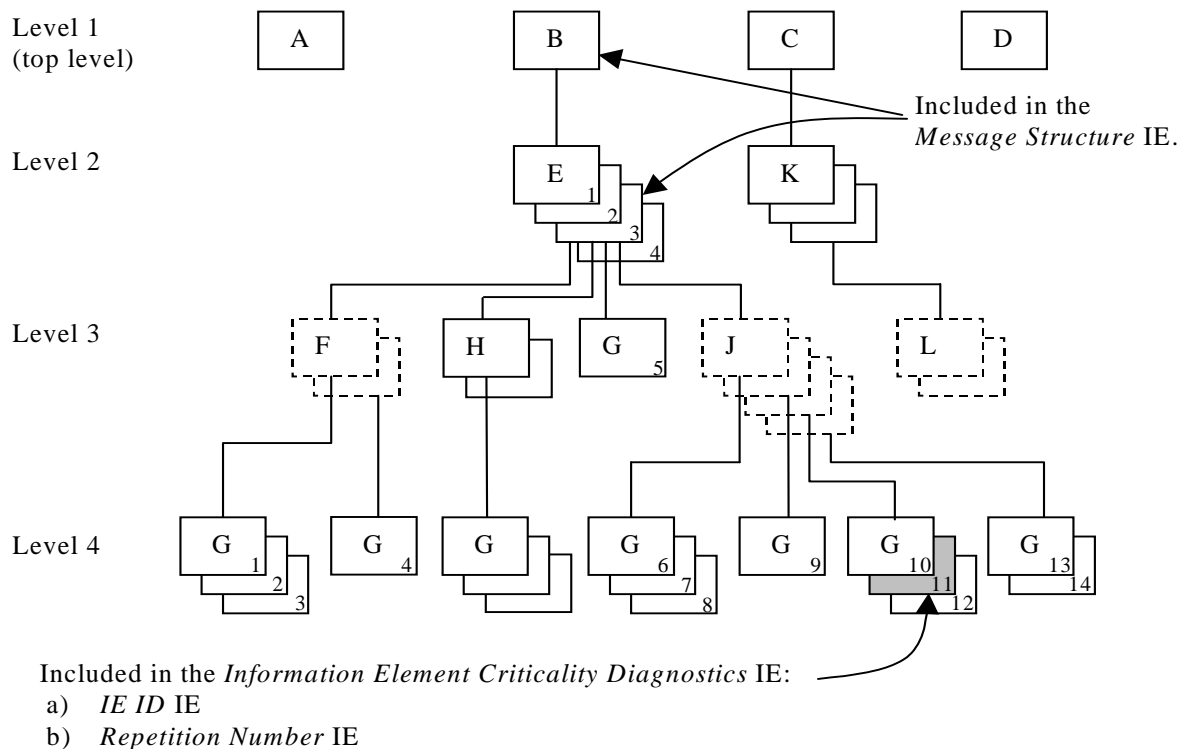 Level 1
(top level)
A
B
C
D
Included in the
Message Structure IE.
Level 2
E
1
2
3
4
K
Level 3
F
H
G
5
J
L
Level 4
G
1
2
3
G
4
G
G
6
7
8
G
9
G
10
11
12
G
13
14
Included in the Information Element Criticality Diagnostics IE:
a) IE ID IE
b) Repetition Number IE